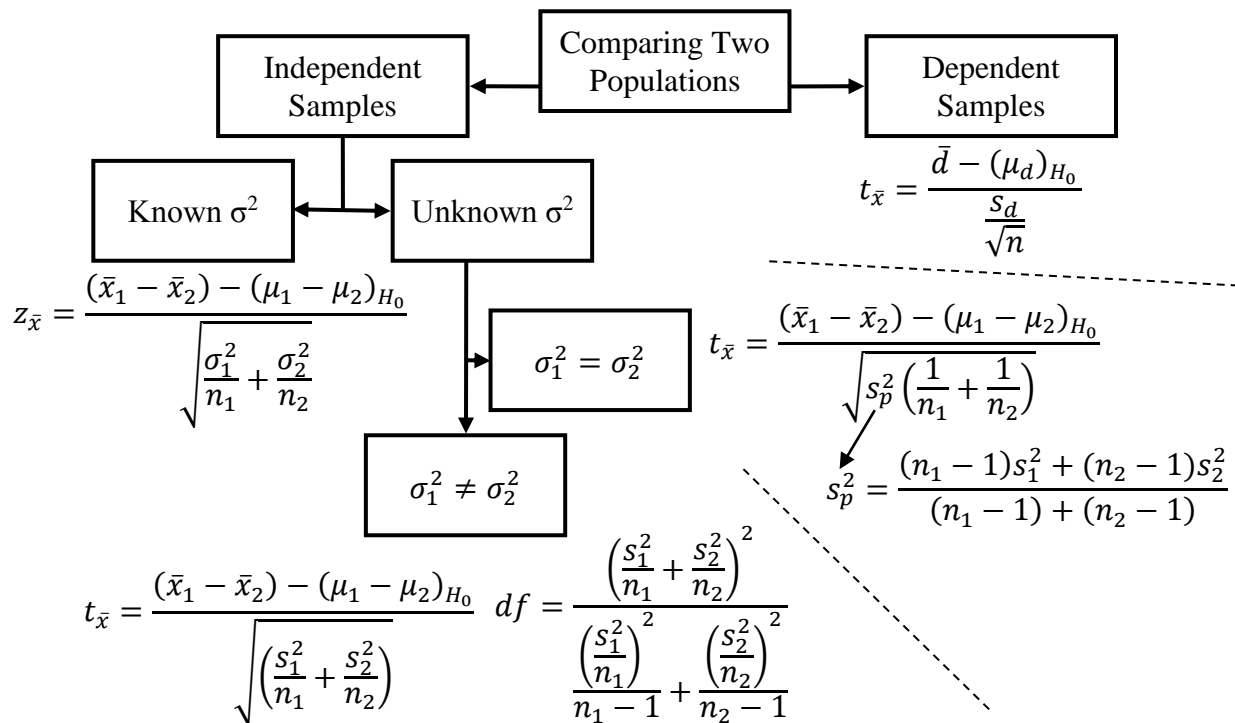 Comparing Two
Populations
Independent
Samples
Dependent
Samples
Known σ²
Unknown σ²
t_x̄ = (d̄ − (μ_d)_H₀) / (s_d / √n)
z_x̄ = ((x̄₁ − x̄₂) − (μ₁ − μ₂)_H₀) / √(σ₁²/n₁ + σ₂²/n₂)
σ₁² = σ₂²
t_x̄ = ((x̄₁ − x̄₂) − (μ₁ − μ₂)_H₀) / √(s_p² (1/n₁ + 1/n₂))
σ₁² ≠ σ₂²
s_p² = ((n₁ − 1)s₁² + (n₂ − 1)s₂²) / ((n₁ − 1) + (n₂ − 1))
t_x̄ = ((x̄₁ − x̄₂) − (μ₁ − μ₂)_H₀) / √((s₁²/n₁ + s₂²/n₂))
df = (s₁²/n₁ + s₂²/n₂)² / ((s₁²/n₁)²/(n₁ − 1) + (s₂²/n₂)²/(n₂ − 1))